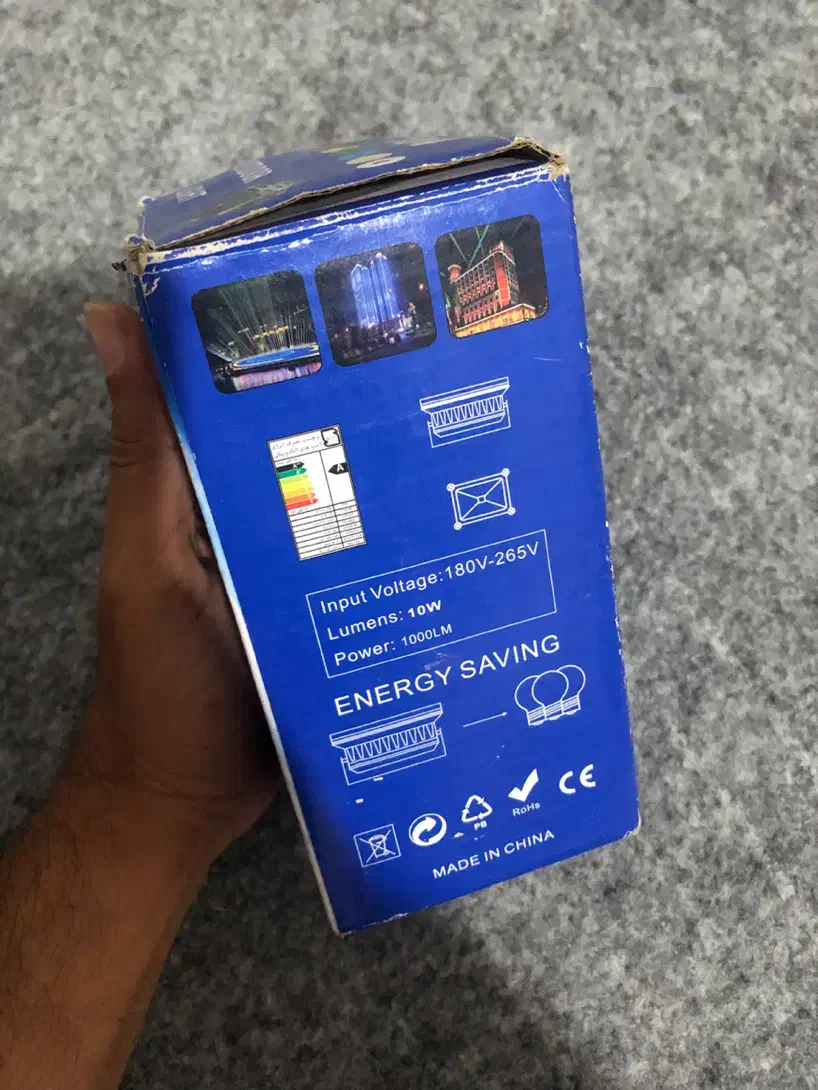 A
Input Voltage:180V-265V
Lumens: 10W
Power: 1000LM
ENERGY SAVING
PB
RoHs
CE
MADE IN CHINA